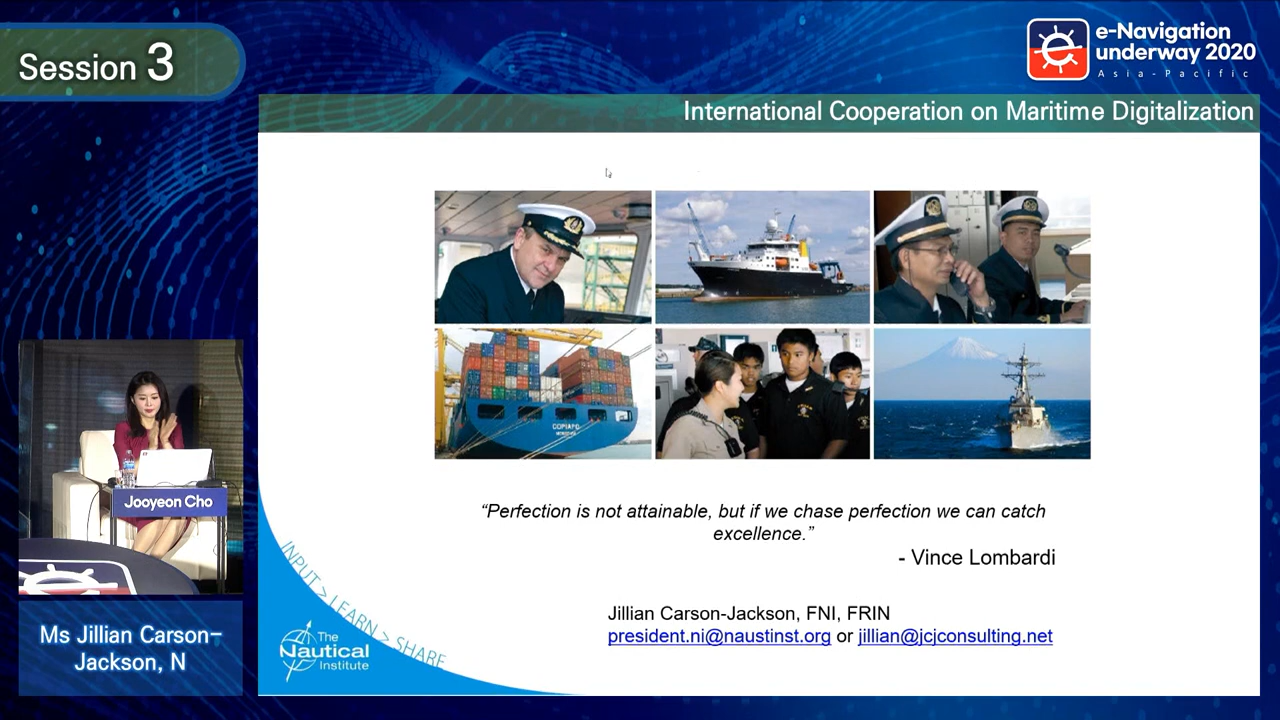 Session 3
e-Navigation
underway 2020
Asia-Pacific
International Cooperation on Maritime Digitalization
COPIAPO
“Perfection is not attainable, but if we chase perfection we can catch
excellence.”
- Vince Lombardi
Jillian Carson-Jackson, FNI, FRIN
president.ni@naustinst.org or jillian@jcjconsulting.net
INPUT > LEARN > SHARE
The
Nautical
Institute
Jooyeon Cho
Ms Jillian Carson-
Jackson, N